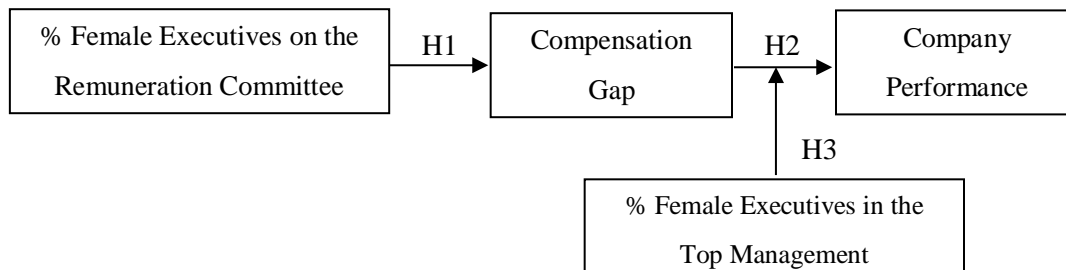 % Female Executives on the
Remuneration Committee
H1
Compensation
Gap
H2
Company
Performance
H3
% Female Executives in the
Top Management